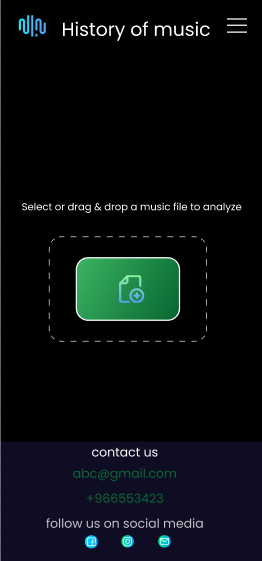 History of music
Select or drag & drop a music file to analyze
contact us
abc@gmail.com
+966553423
follow us on social media